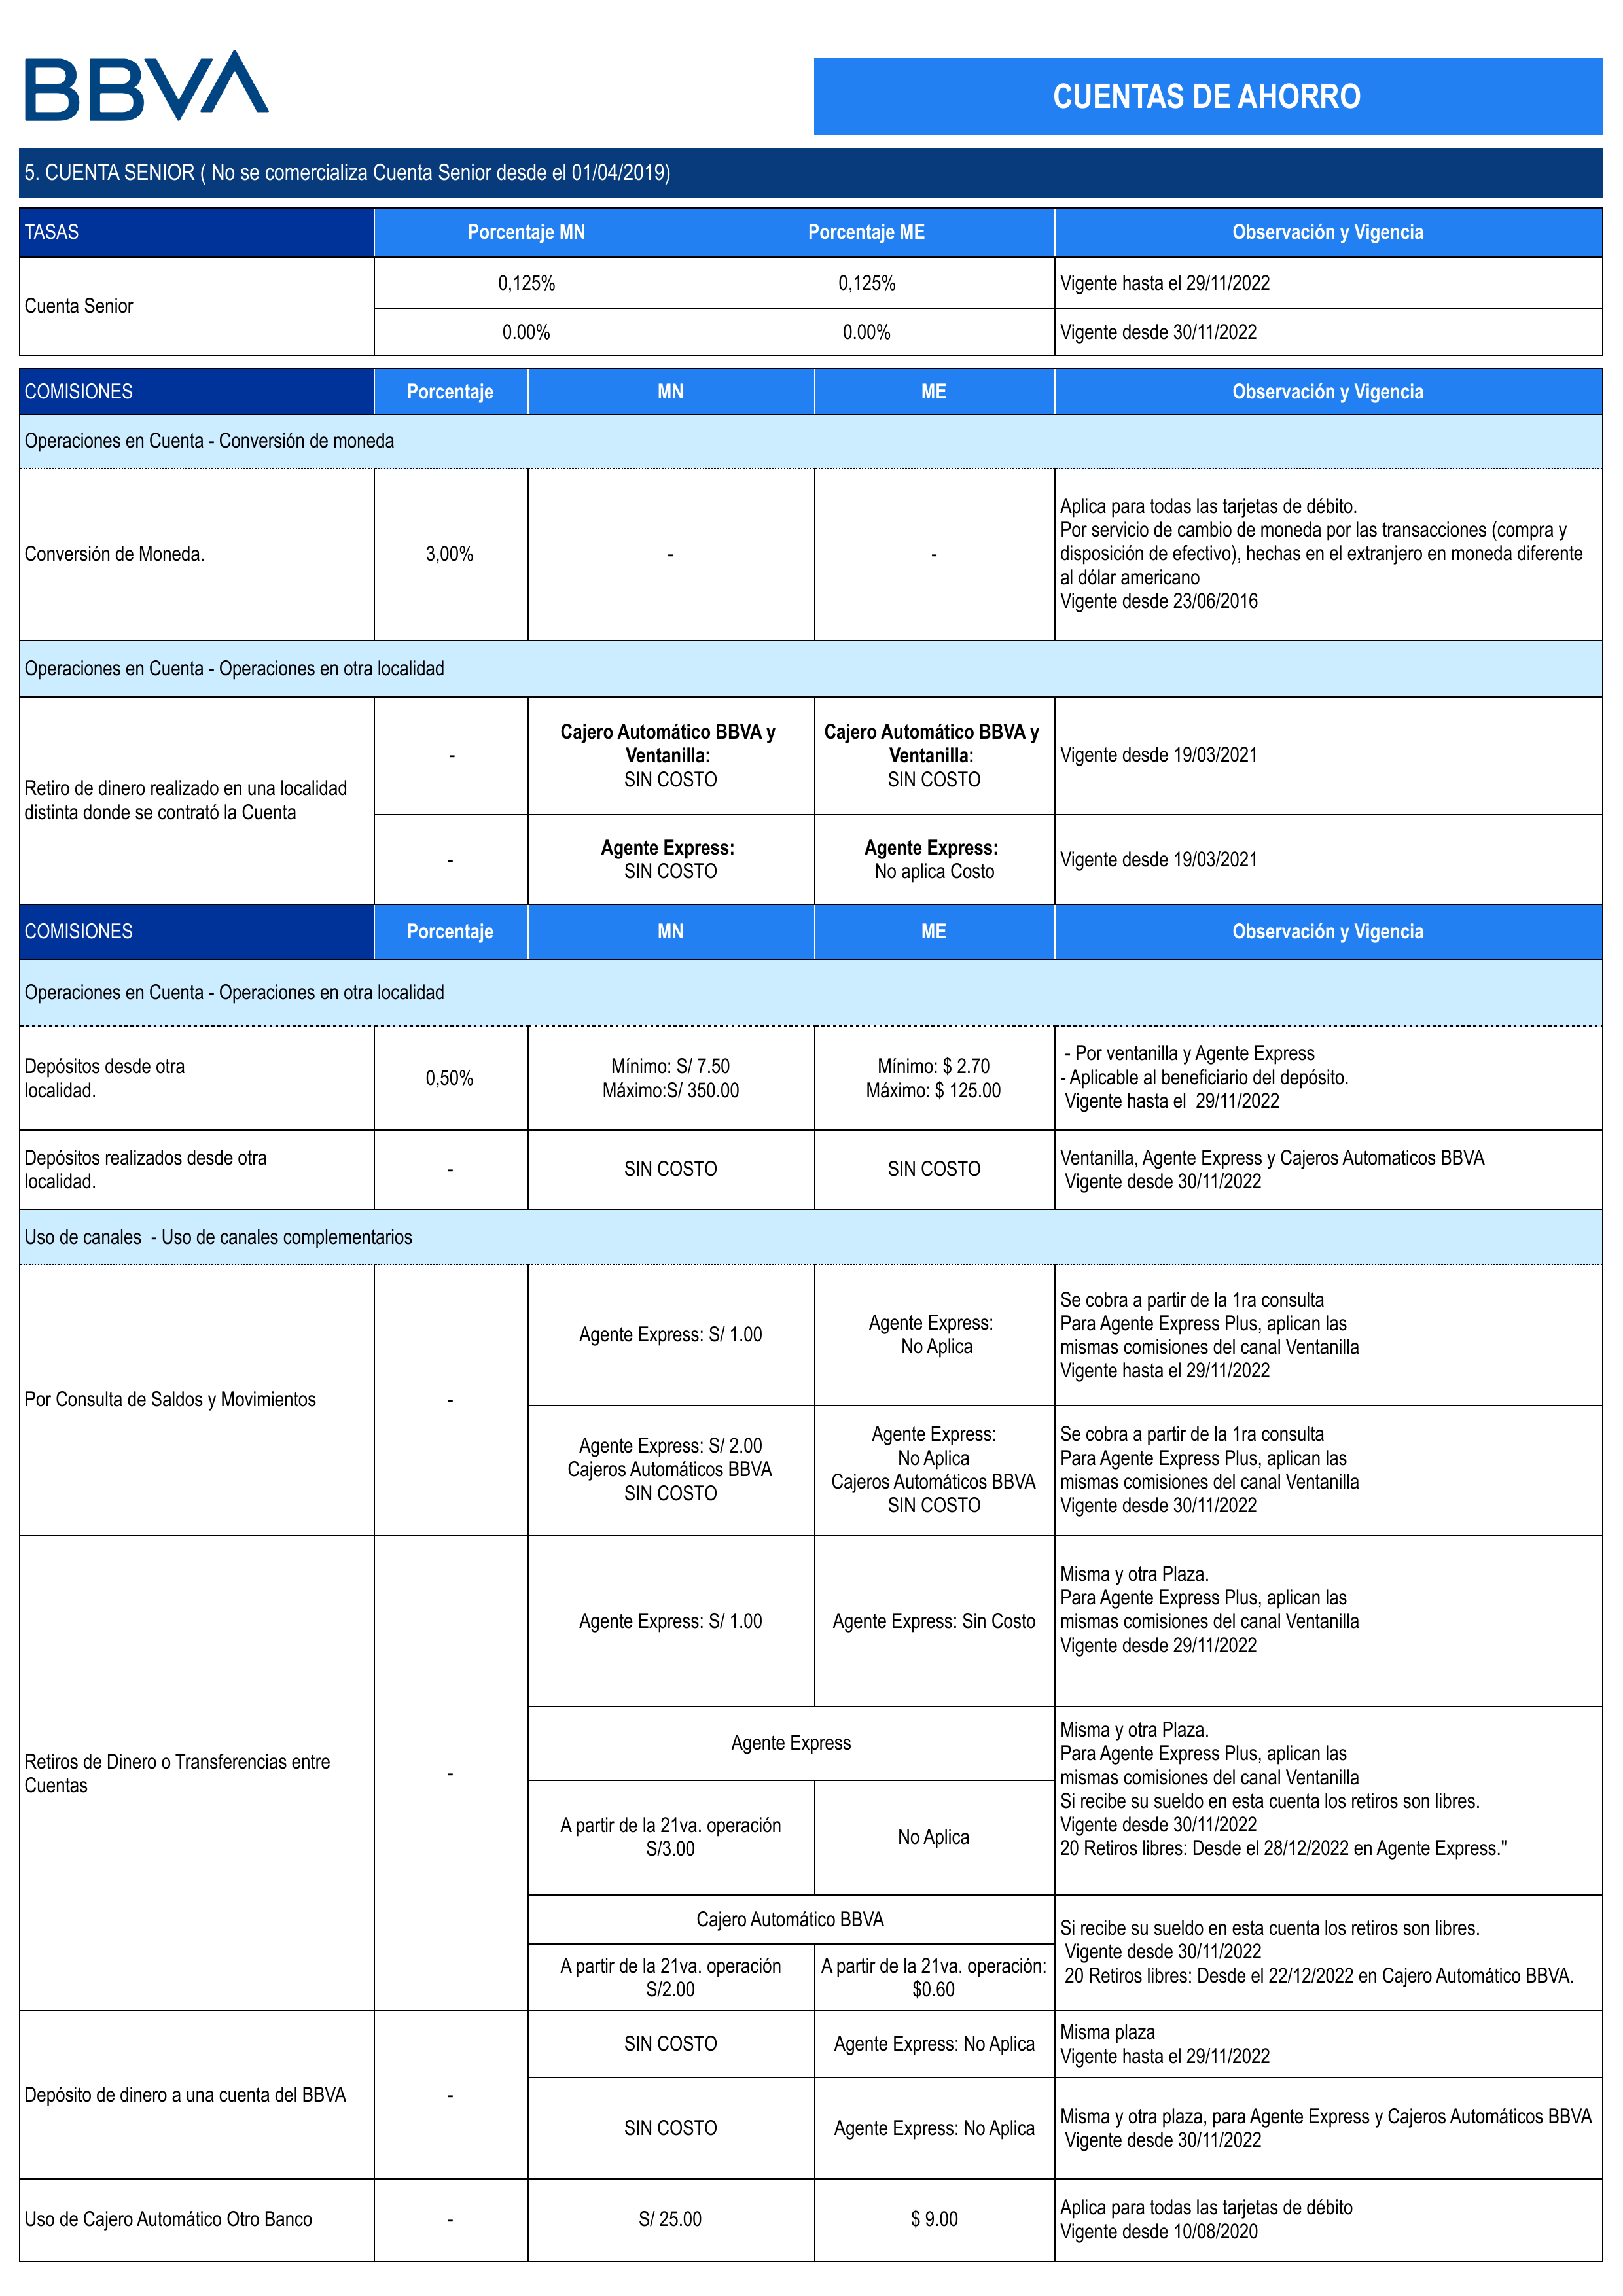 BBVA
CUENTAS DE AHORRO
5. CUENTA SENIOR ( No se comercializa Cuenta Senior desde el 01/04/2019)
TASAS
Porcentaje MN
Porcentaje ME
Observación y Vigencia
Cuenta Senior
0,125%
0,125%
Vigente hasta el 29/11/2022
0.00%
0.00%
Vigente desde 30/11/2022
COMISIONES
Porcentaje
MN
ME
Observación y Vigencia
Operaciones en Cuenta - Conversión de moneda
Conversión de Moneda.
3,00%
-
-
Aplica para todas las tarjetas de débito.
Por servicio de cambio de moneda por las transacciones (compra y
disposición de efectivo), hechas en el extranjero en moneda diferente
al dólar americano
Vigente desde 23/06/2016
Operaciones en Cuenta - Operaciones en otra localidad
Retiro de dinero realizado en una localidad
distinta donde se contrató la Cuenta
-
Cajero Automático BBVA y
Ventanilla:
SIN COSTO
Cajero Automático BBVA y
Ventanilla:
SIN COSTO
Vigente desde 19/03/2021
-
Agente Express:
SIN COSTO
Agente Express:
No aplica Costo
Vigente desde 19/03/2021
COMISIONES
Porcentaje
MN
ME
Observación y Vigencia
Operaciones en Cuenta - Operaciones en otra localidad
Depósitos desde otra
localidad.
0,50%
Mínimo: S/ 7.50
Máximo:S/ 350.00
Mínimo: $ 2.70
Máximo: $ 125.00
- Por ventanilla y Agente Express
- Aplicable al beneficiario del depósito.
Vigente hasta el  29/11/2022
Depósitos realizados desde otra
localidad.
-
SIN COSTO
SIN COSTO
Ventanilla, Agente Express y Cajeros Automaticos BBVA
Vigente desde 30/11/2022
Uso de canales  - Uso de canales complementarios
Por Consulta de Saldos y Movimientos
-
Agente Express: S/ 1.00
Agente Express:
No Aplica
Se cobra a partir de la 1ra consulta
Para Agente Express Plus, aplican las
mismas comisiones del canal Ventanilla
Vigente hasta el 29/11/2022
Agente Express: S/ 2.00
Cajeros Automáticos BBVA
SIN COSTO
Agente Express:
No Aplica
Cajeros Automáticos BBVA
SIN COSTO
Se cobra a partir de la 1ra consulta
Para Agente Express Plus, aplican las
mismas comisiones del canal Ventanilla
Vigente desde 30/11/2022
Retiros de Dinero o Transferencias entre
Cuentas
-
Agente Express: S/ 1.00
Agente Express: Sin Costo
Misma y otra Plaza.
Para Agente Express Plus, aplican las
mismas comisiones del canal Ventanilla
Vigente desde 29/11/2022
Agente Express
A partir de la 21va. operación
S/3.00
No Aplica
Misma y otra Plaza.
Para Agente Express Plus, aplican las
mismas comisiones del canal Ventanilla
Si recibe su sueldo en esta cuenta los retiros son libres.
Vigente desde 30/11/2022
20 Retiros libres: Desde el 28/12/2022 en Agente Express."
Cajero Automático BBVA
A partir de la 21va. operación
S/2.00
A partir de la 21va. operación:
$0.60
Si recibe su sueldo en esta cuenta los retiros son libres.
Vigente desde 30/11/2022
20 Retiros libres: Desde el 22/12/2022 en Cajero Automático BBVA.
Depósito de dinero a una cuenta del BBVA
-
SIN COSTO
Agente Express: No Aplica
Misma plaza
Vigente hasta el 29/11/2022
SIN COSTO
Agente Express: No Aplica
Misma y otra plaza, para Agente Express y Cajeros Automáticos BBVA
Vigente desde 30/11/2022
Uso de Cajero Automático Otro Banco
-
S/ 25.00
$ 9.00
Aplica para todas las tarjetas de débito
Vigente desde 10/08/2020